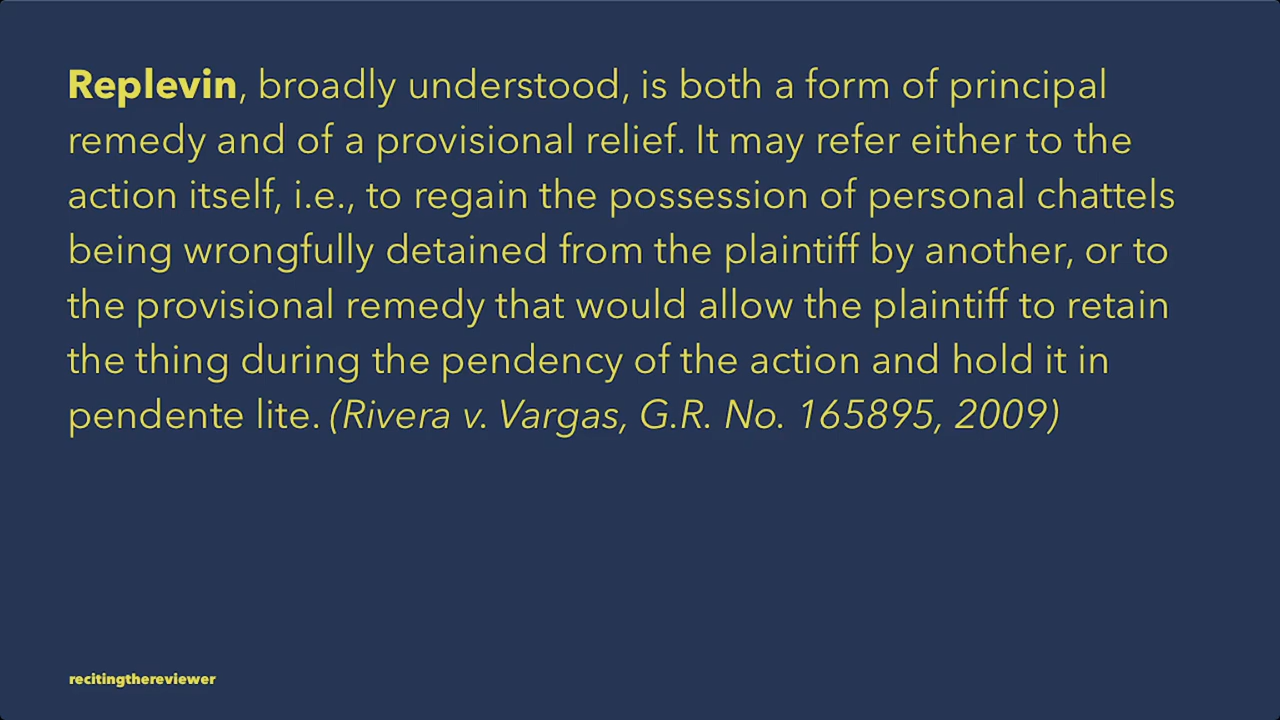 Replevin, broadly understood, is both a form of principal
remedy and of a provisional relief. It may refer either to the
action itself, i.e., to regain the possession of personal chattels
being wrongfully detained from the plaintiff by another, or to
the provisional remedy that would allow the plaintiff to retain
the thing during the pendency of the action and hold it in
pendente lite. (Rivera v. Vargas, G.R. No. 165895, 2009)
recitingthereviewer